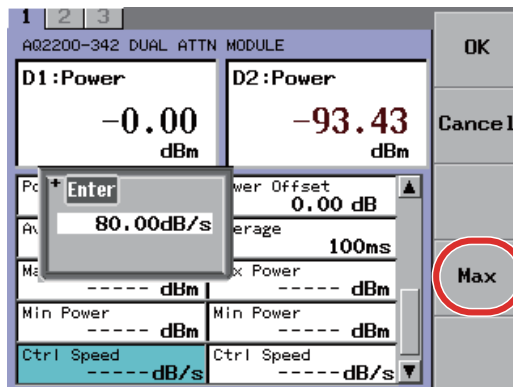 1 2 3
AQ2200-342 DUAL ATTN MODULE
D1:Power
-0.00
dBm
D2:Power
-93.43
dBm
Po
wer Offset
0.00 dB
Av
erage
100ms
Ma
----- dBm
x Power
----- dBm
Min Power
----- dBm
Min Power
----- dBm
Ctrl Speed
-----dB/s
Ctrl Speed
-----dB/s
+ Enter
80.00dB/s
OK
Cancel
Max